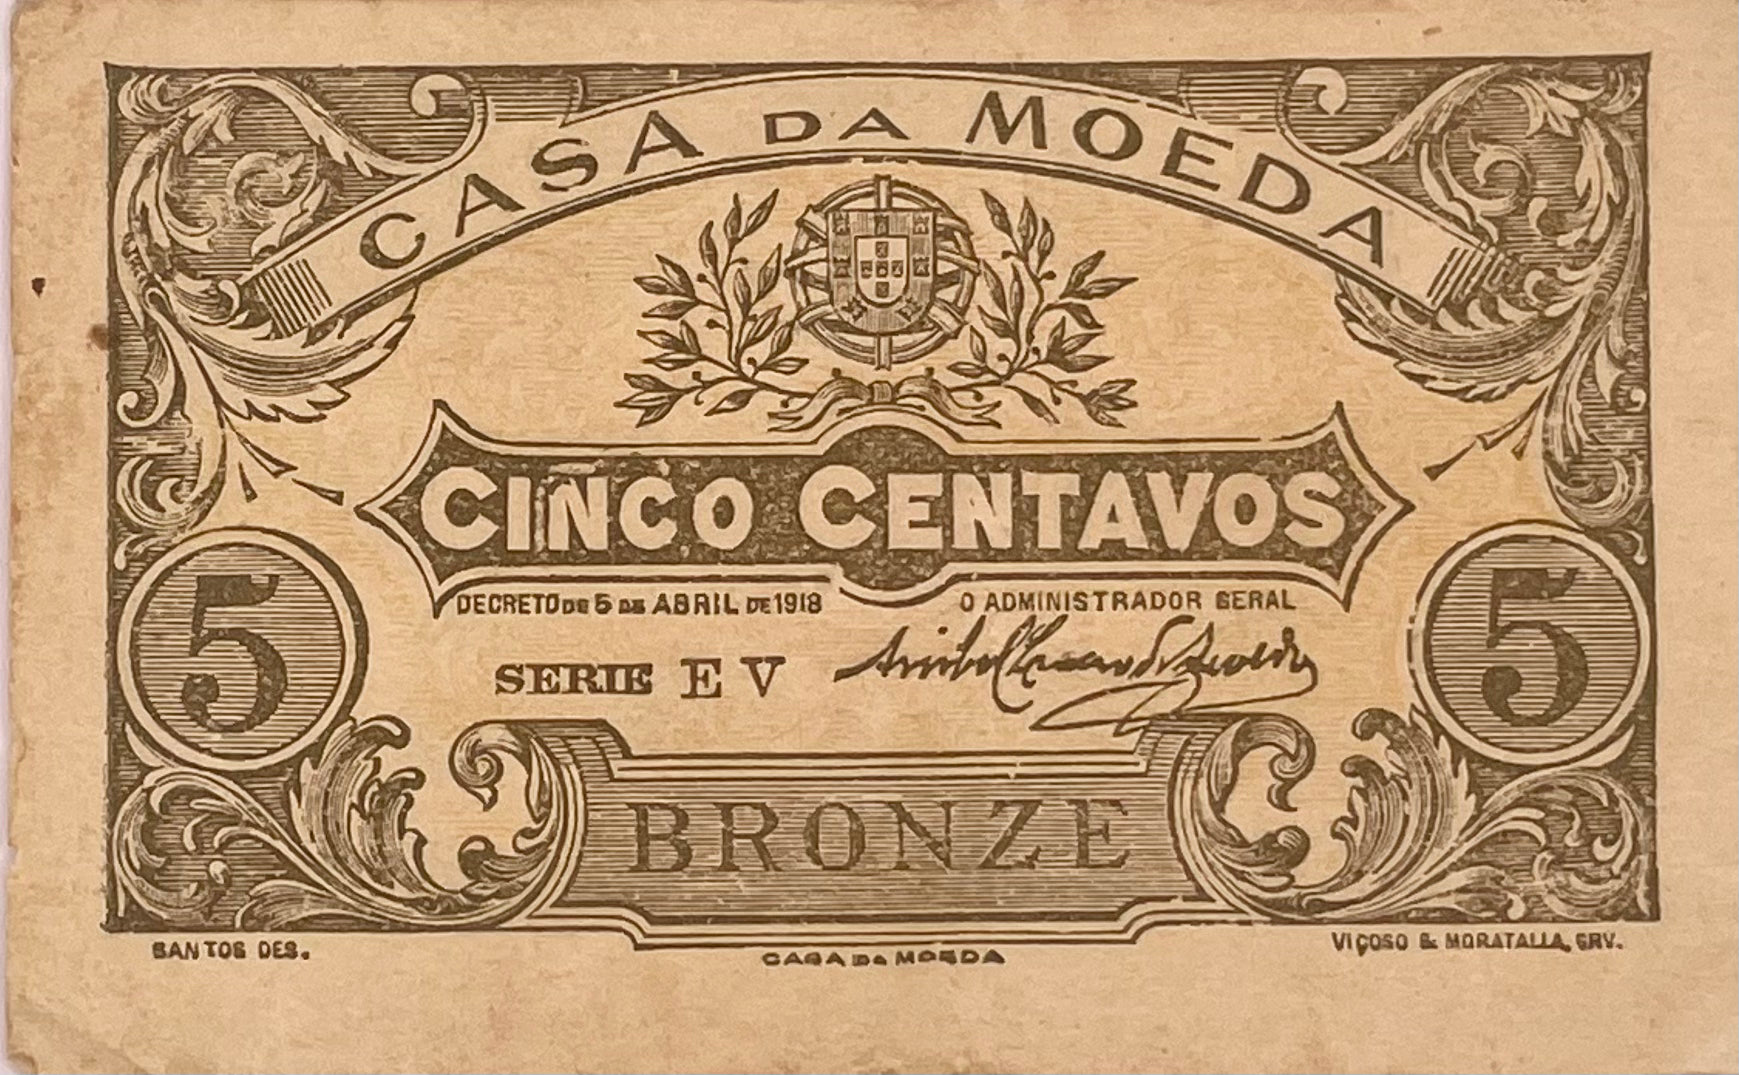 CASA DA MOEDA
CINCO CENTAVOS
DECRETO DE 5 DE ABRIL DE 1918
O ADMINISTRADOR GERAL
SERIE E V
5
5
BRONZE
SANTOS DES.
CASA DA MOEDA
VIÇOSO & MORATALLA, GRV.